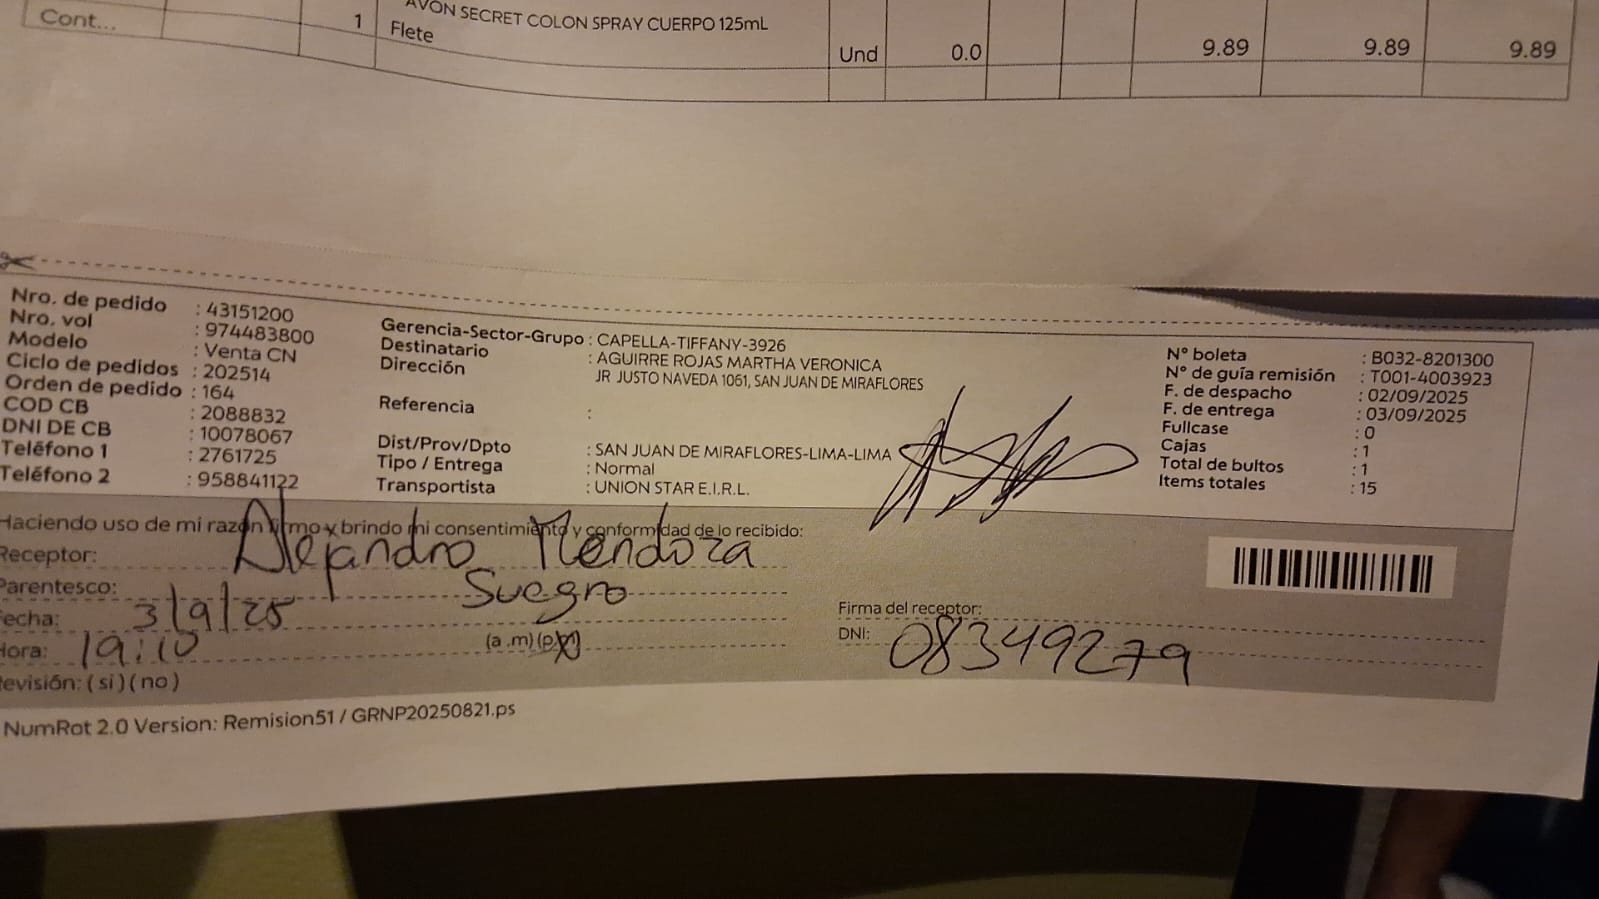 Cont... 1 AVON SECRET COLON SPRAY CUERPO 125mL
Flete Und 0.0 9.89 9.89 9.89
Nro. de pedido : 43151200
Nro. vol : 974483800
Modelo : Venta CN
Ciclo de pedidos : 202514
Orden de pedido : 164
COD CB : 2088832
DNI DE CB : 10078067
Teléfono 1 : 2761725
Teléfono 2 : 958841122
Gerencia-Sector-Grupo : CAPELLA-TIFFANY-3926
Destinatario : AGUIRRE ROJAS MARTHA VERONICA
Dirección JR JUSTO NAVEDA 1061, SAN JUAN DE MIRAFLORES
Referencia :
Dist/Prov/Dpto : SAN JUAN DE MIRAFLORES-LIMA-LIMA
Tipo / Entrega : Normal
Transportista : UNION STAR E.I.R.L.
N° boleta : B032-8201300
N° de guía remisión : T001-4003923
F. de despacho : 02/09/2025
F. de entrega : 03/09/2025
Fullcase : 0
Cajas : 1
Total de bultos : 1
Items totales : 15
Haciendo uso de mi razón firmo y brindo mi consentimiento y conformidad de lo recibido:
Receptor: Alejandro Mendoza
Parentesco: Suegro
Fecha: 3/9/25
Hora: 19:10 (a.m)(p.m)
Revisión: (si)(no)
Firma del receptor:
DNI: 08349279
NumRot 2.0 Version: Remision51 / GRNP20250821.ps